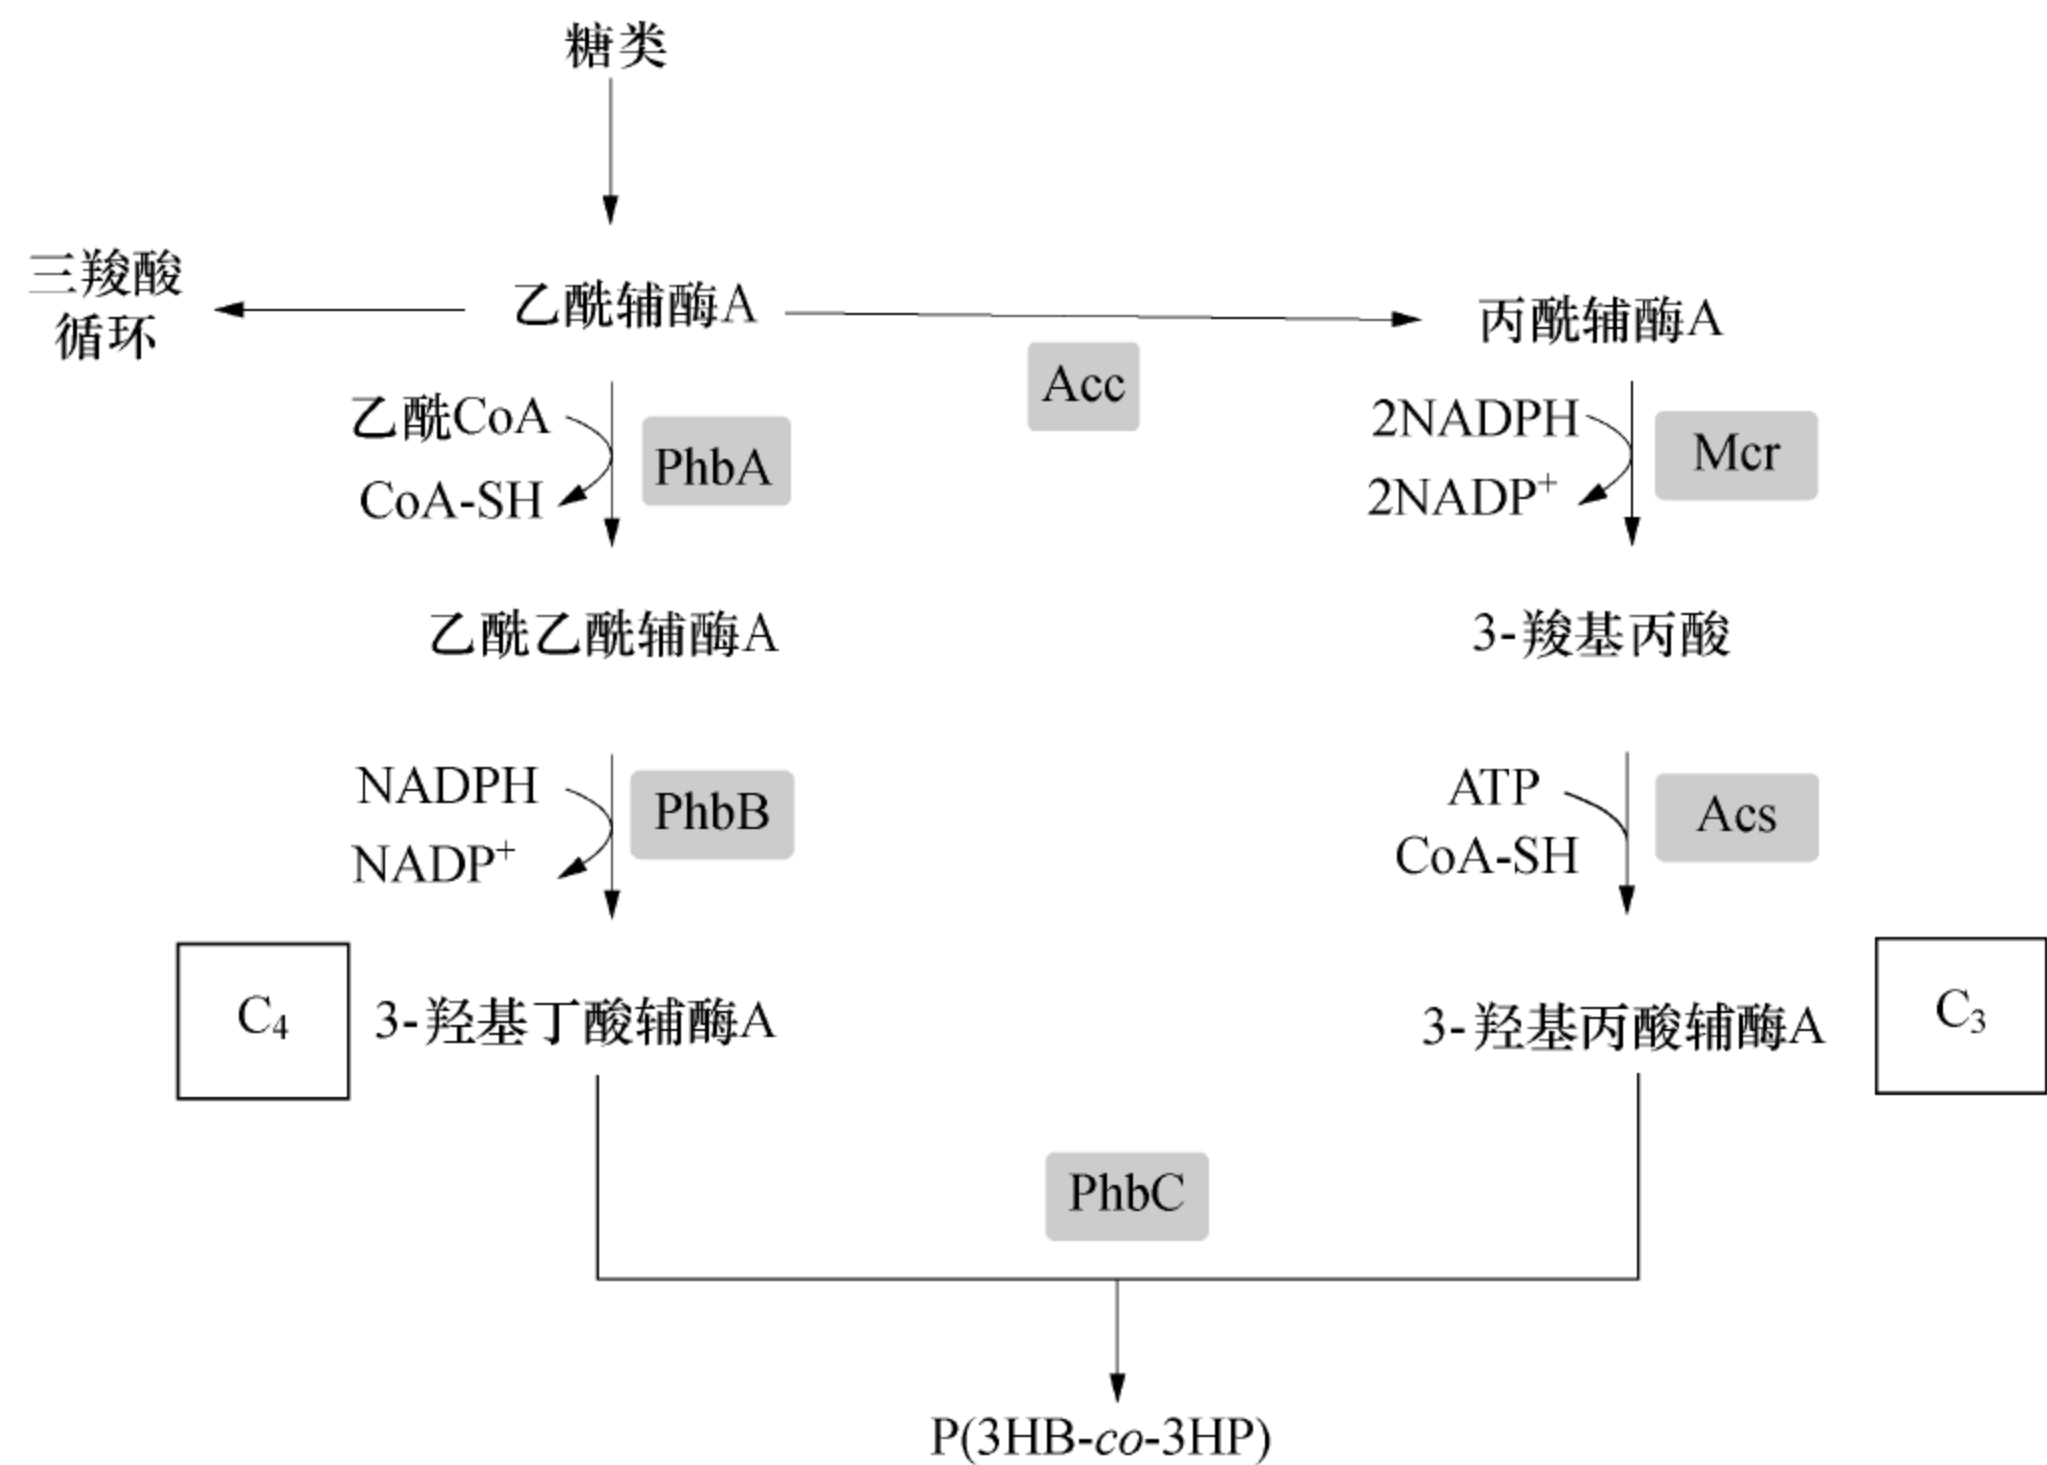 糖类
三羧酸
循环
乙酰辅酶A
丙酰辅酶A
Acc
乙酰CoA
CoA-SH
PhbA
2NADPH
2NADP⁺
Mcr
乙酰乙酰辅酶A
3-羧基丙酸
NADPH
NADP⁺
PhbB
ATP
CoA-SH
Acs
C₄
3-羟基丁酸辅酶A
3-羟基丙酸辅酶A
C₃
PhbC
P(3HB-co-3HP)